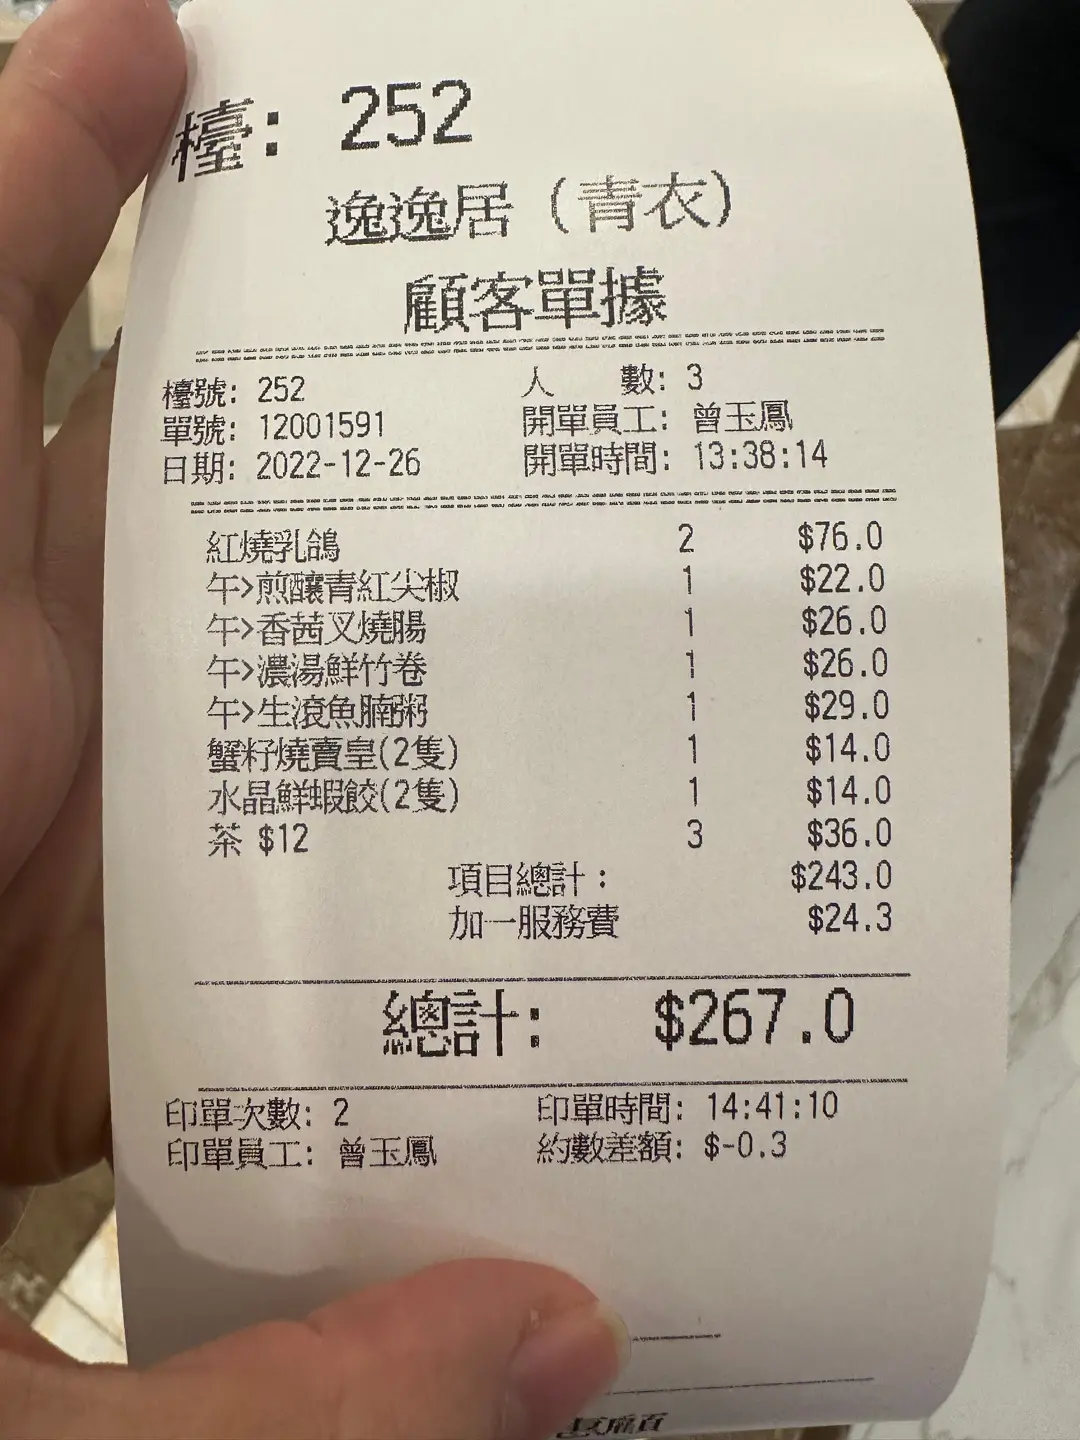 檯: 252
逸逸居（青衣）
顧客單據
檯號: 252 人 數: 3
單號: 12001591 開單員工: 曾玉鳳
日期: 2022-12-26 開單時間: 13:38:14
紅燒乳鴿 2 $76.0
午>煎釀青紅尖椒 1 $22.0
午>香茜叉燒腸 1 $26.0
午>濃湯鮮竹卷 1 $26.0
午>生滾魚腩粥 1 $29.0
蟹籽燒賣皇(2隻) 1 $14.0
水晶鮮蝦餃(2隻) 1 $14.0
茶 $12 3 $36.0
項目總計： $243.0
加一服務費 $24.3
總計: $267.0
印單次數: 2 印單時間: 14:41:10
印單員工: 曾玉鳳 約數差額: $-0.3